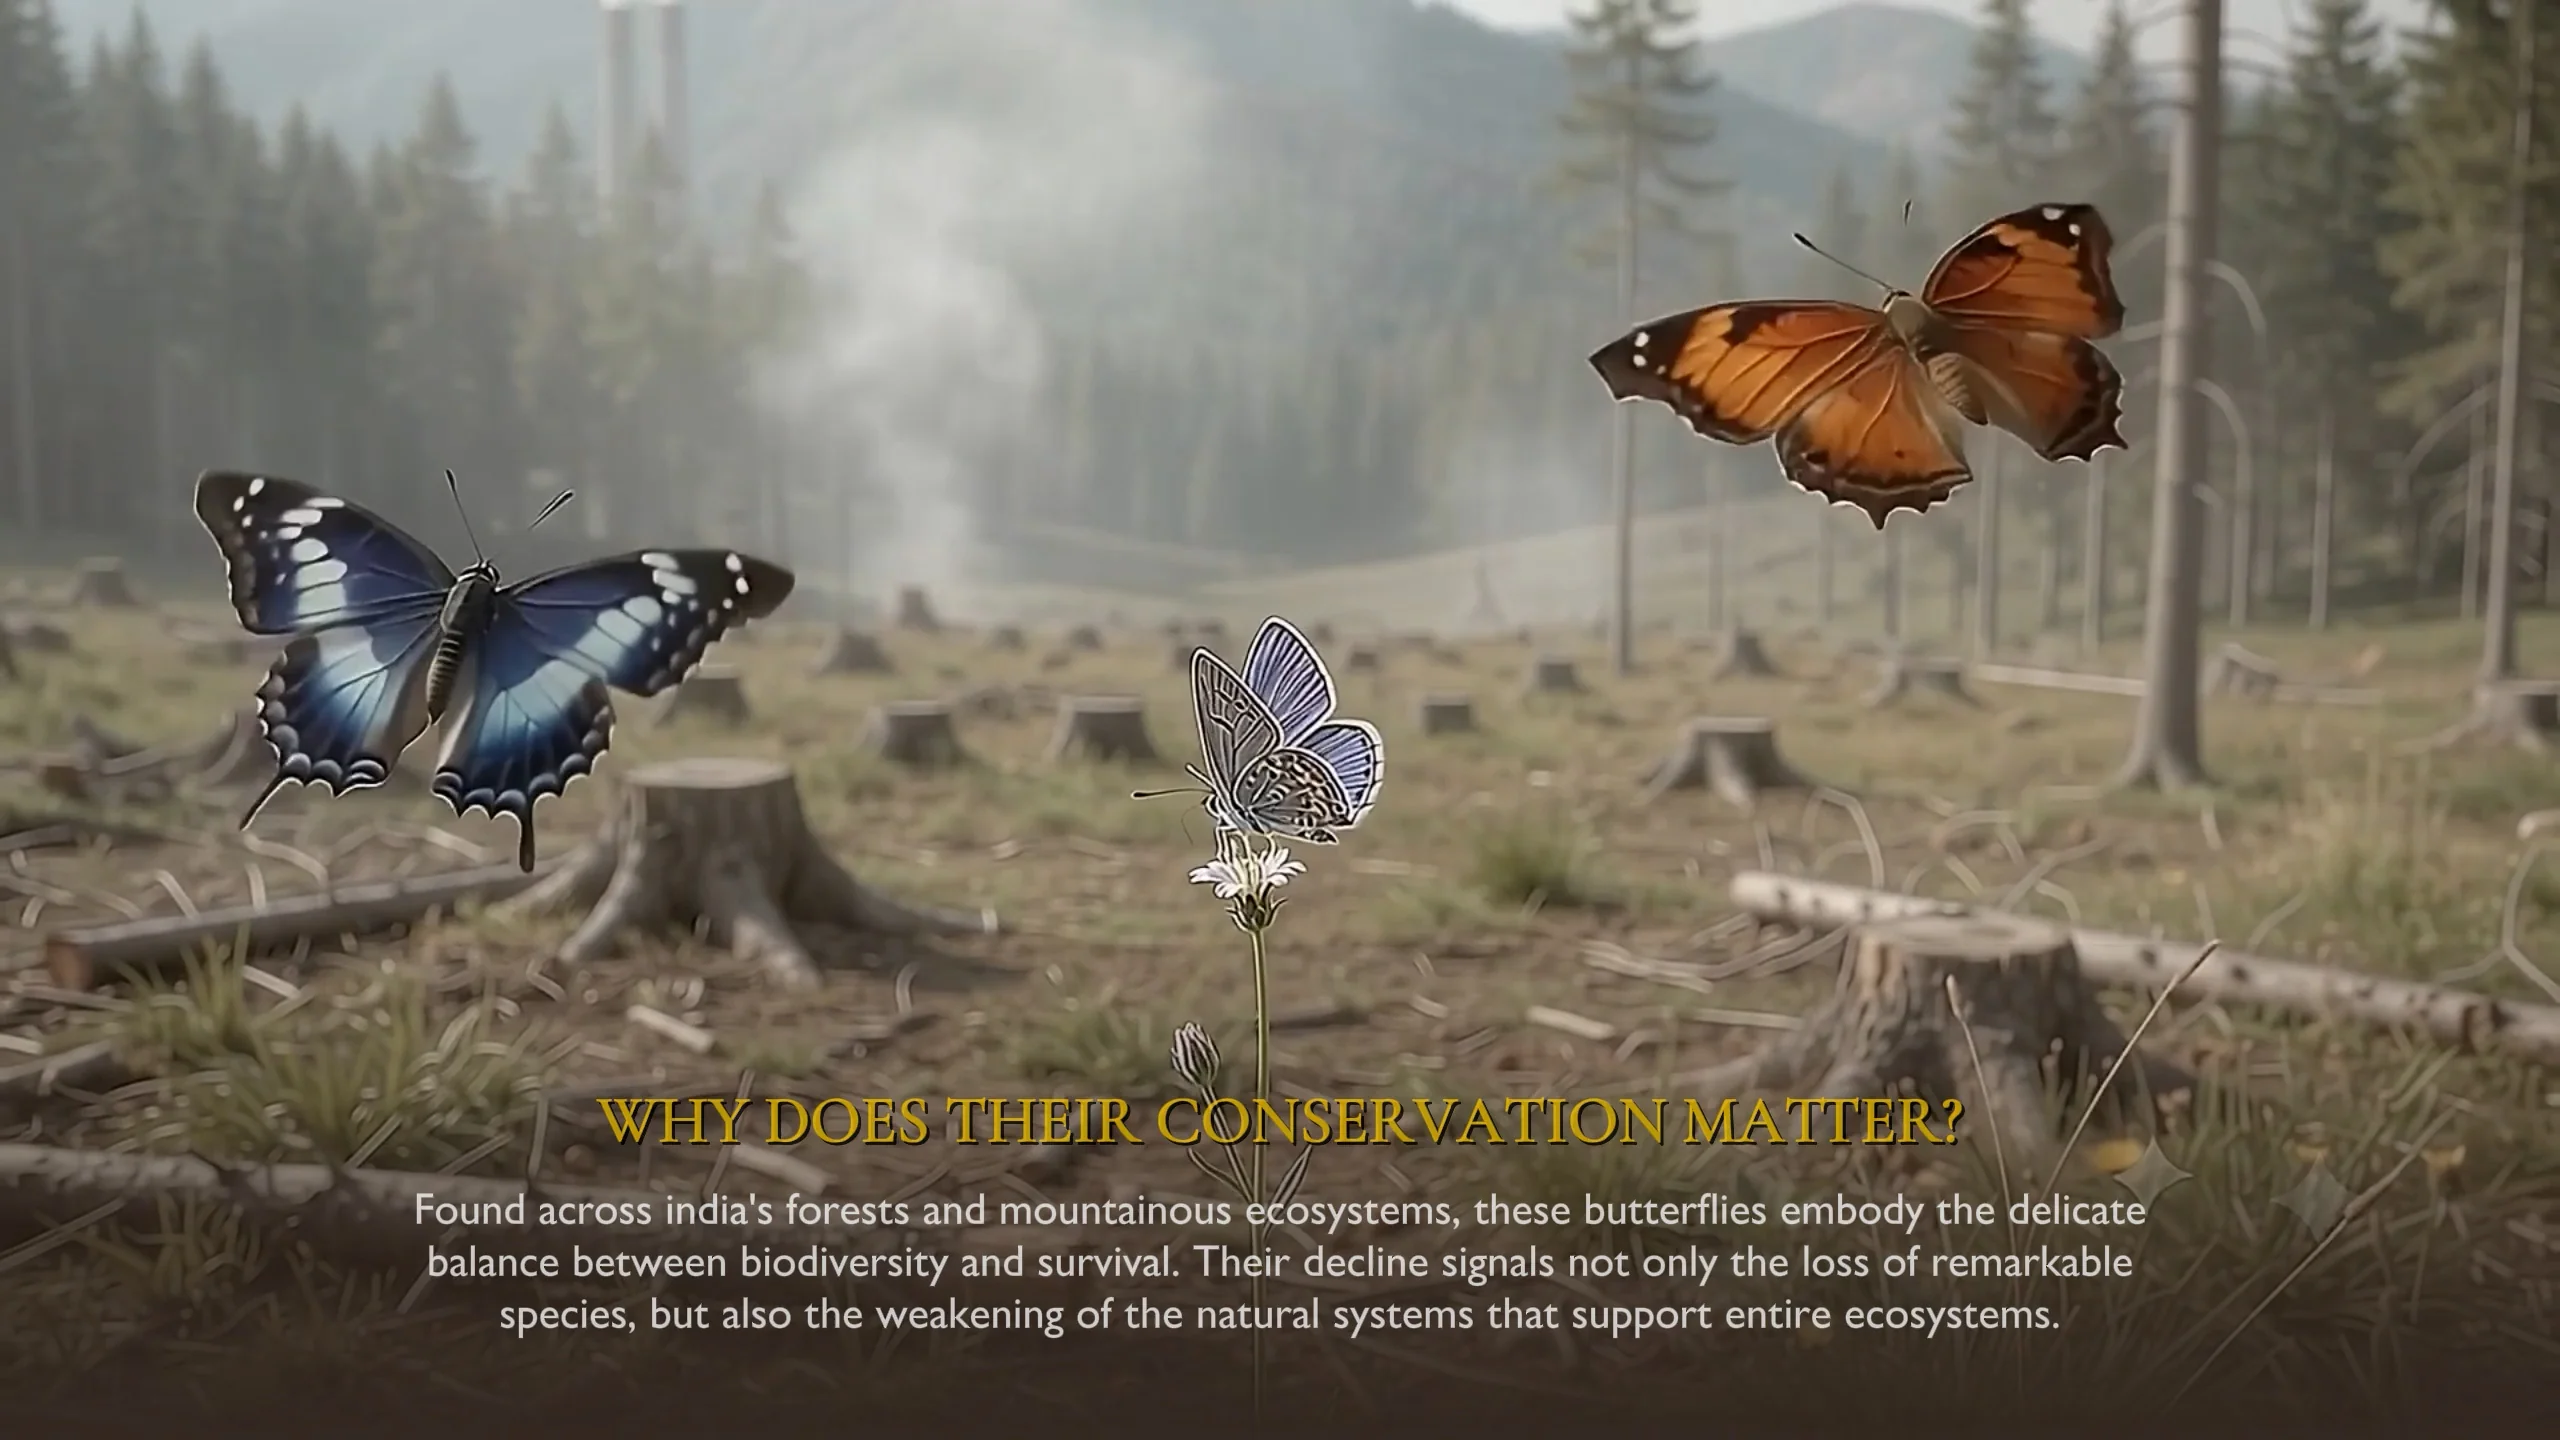 WHY DOES THEIR CONSERVATION MATTER?
Found across india's forests and mountainous ecosystems, these butterflies embody the delicate
balance between biodiversity and survival. Their decline signals not only the loss of remarkable
species, but also the weakening of the natural systems that support entire ecosystems.